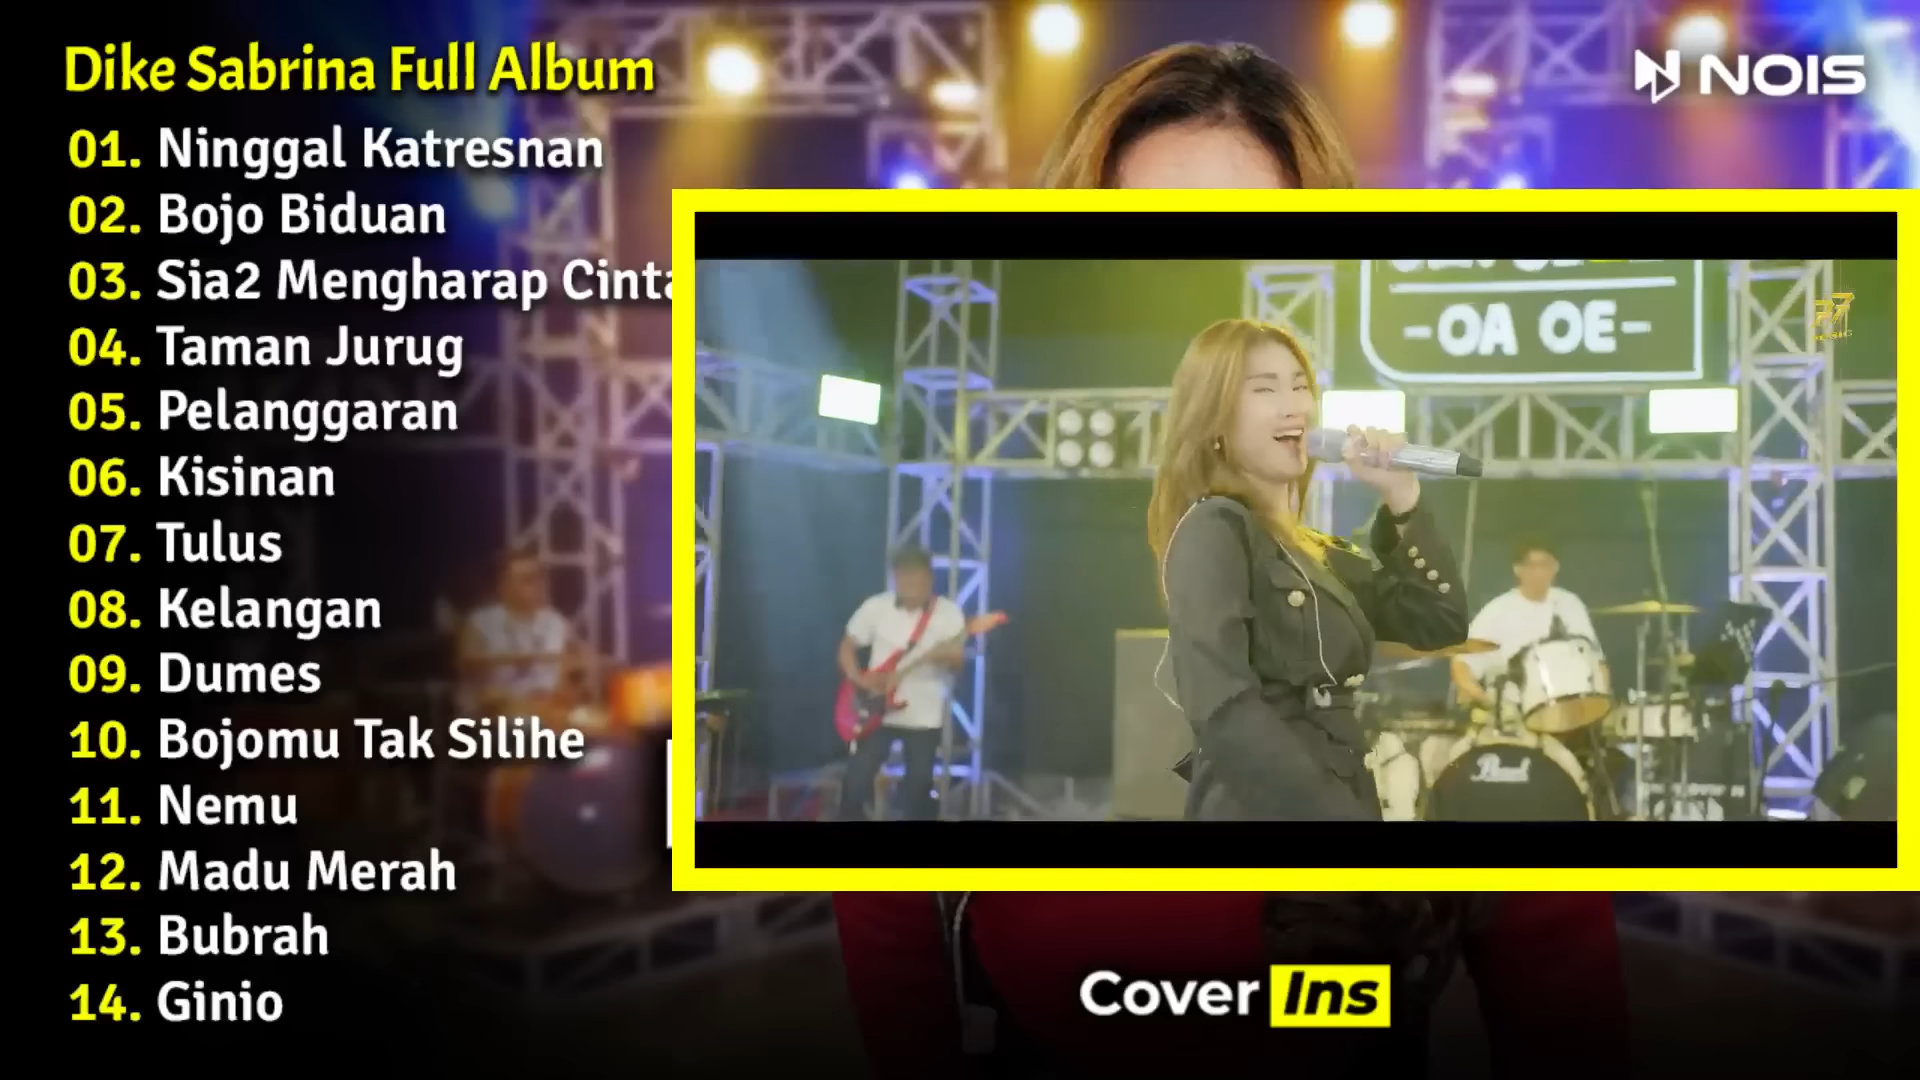 Dike Sabrina Full Album
NOIS
01. Ninggal Katresnan
02. Bojo Biduan
03. Sia2 Mengharap Cinta
04. Taman Jurug
05. Pelanggaran
06. Kisinan
07. Tulus
08. Kelangan
09. Dumes
10. Bojomu Tak Silihe
11. Nemu
12. Madu Merah
13. Bubrah
14. Ginio
-OA OE-
MUSIC
Pearl
Cover Ins